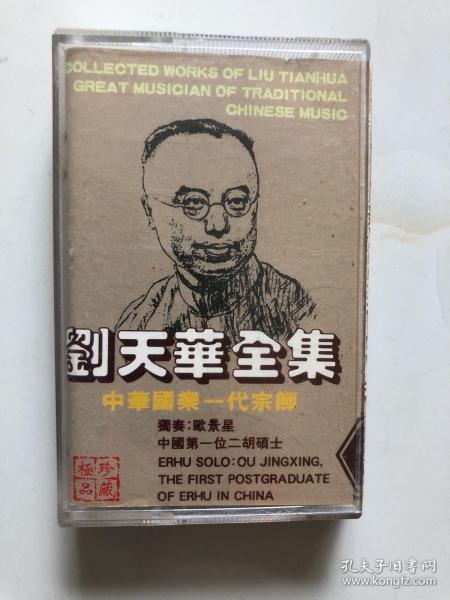 COLLECTED WORKS OF LIU TIANHUA
GREAT MUSICIAN OF TRADITIONAL
CHINESE MUSIC
劉天華全集
中華國樂一代宗師
獨奏:歐景星
中國第一位二胡碩士
ERHU SOLO:OU JINGXING,
THE FIRST POSTGRADUATE
OF ERHU IN CHINA
珍藏
極品
孔夫子旧书网
www.kongfz.com